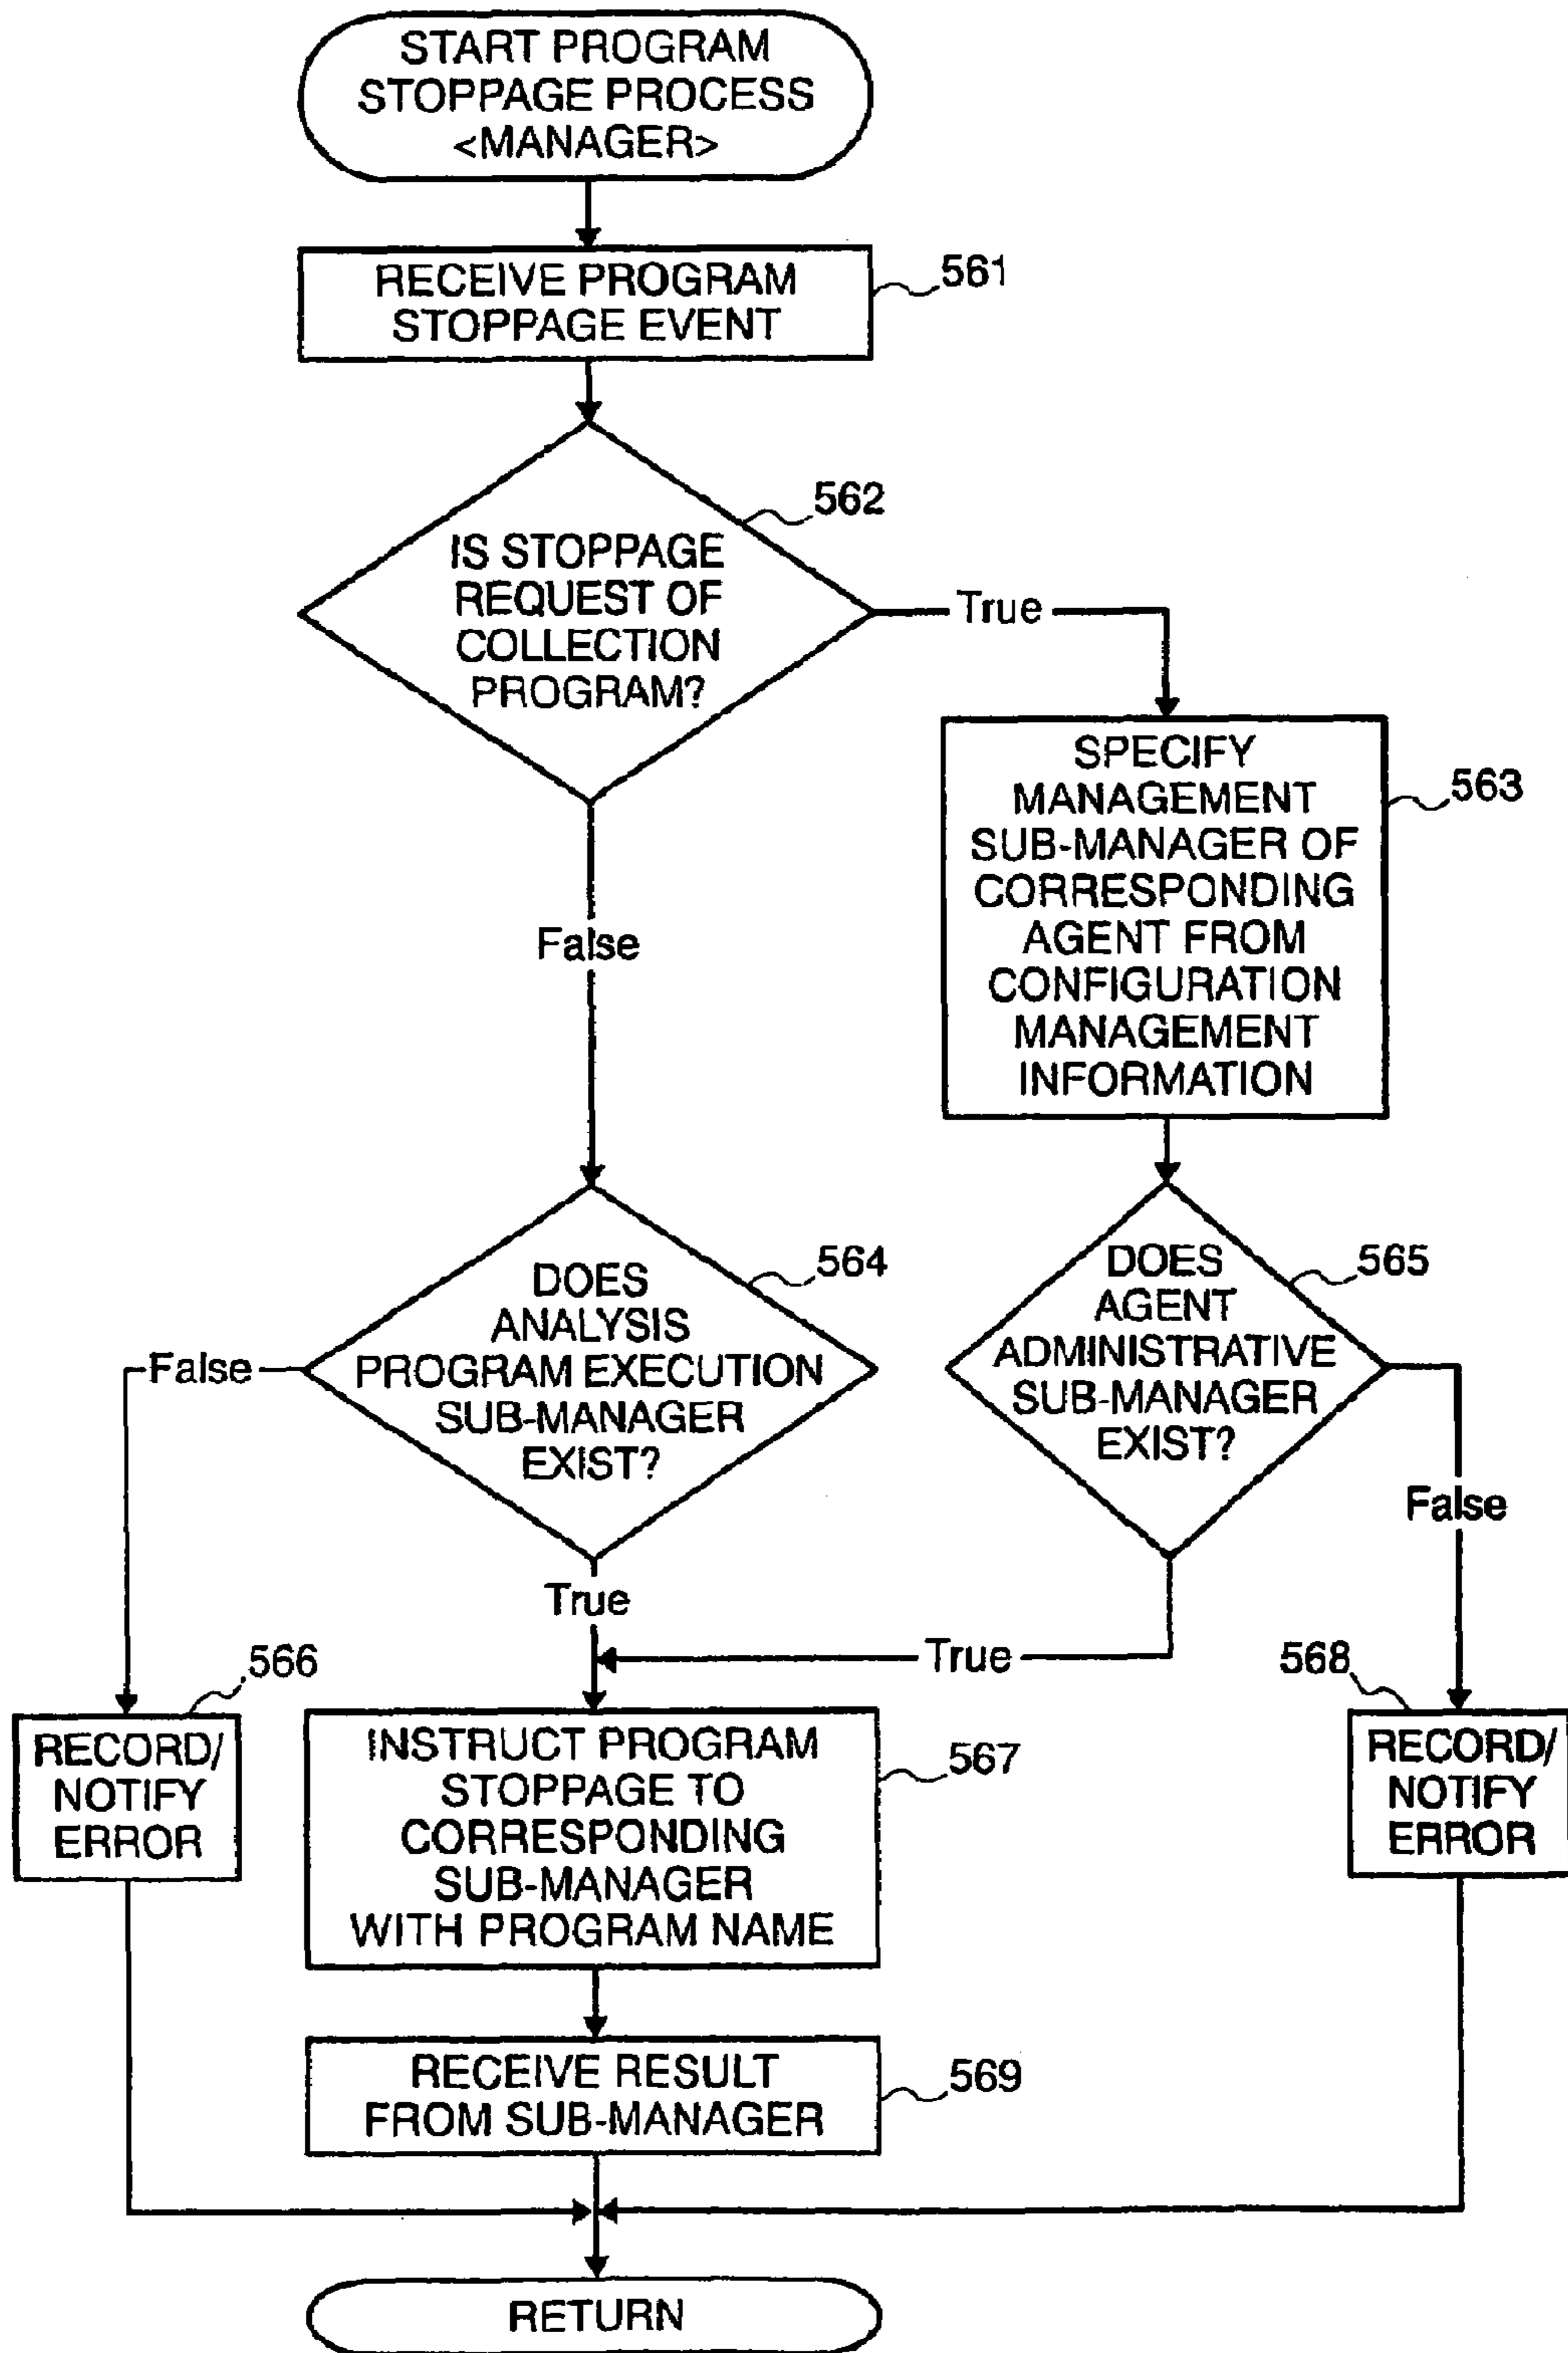 START PROGRAM
STOPPAGE PROCESS
<MANAGER>
RECEIVE PROGRAM
STOPPAGE EVENT
561
562
IS STOPPAGE
REQUEST OF
COLLECTION
PROGRAM?
True
False
SPECIFY
MANAGEMENT
SUB-MANAGER OF
CORRESPONDING
AGENT FROM
CONFIGURATION
MANAGEMENT
INFORMATION
563
564
DOES
ANALYSIS
PROGRAM EXECUTION
SUB-MANAGER
EXIST?
False
True
565
DOES
AGENT
ADMINISTRATIVE
SUB-MANAGER
EXIST?
False
True
566
RECORD/
NOTIFY
ERROR
INSTRUCT PROGRAM
STOPPAGE TO
CORRESPONDING
SUB-MANAGER
WITH PROGRAM NAME
567
568
RECORD/
NOTIFY
ERROR
RECEIVE RESULT
FROM SUB-MANAGER
569
RETURN